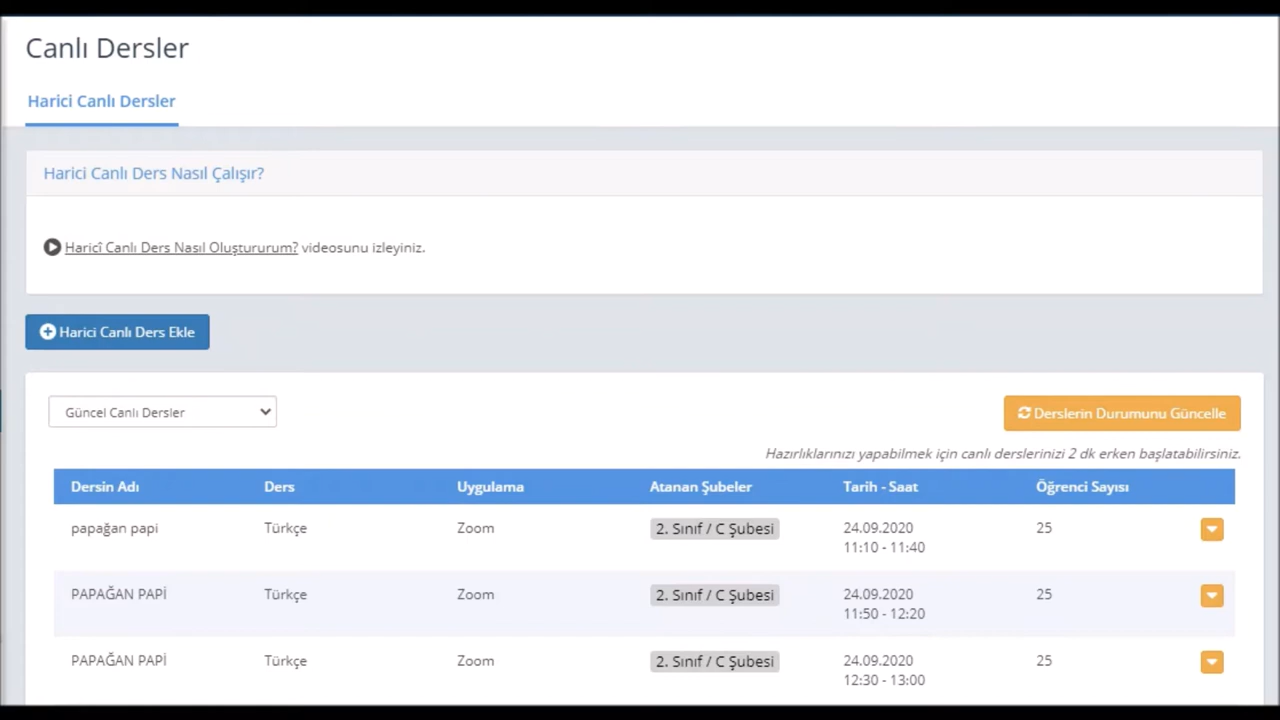 Canlı Dersler
Harici Canlı Dersler
Harici Canlı Ders Nasıl Çalışır?
Haricî Canlı Ders Nasıl Oluştururum? videosunu izleyiniz.
Harici Canlı Ders Ekle
Güncel Canlı Dersler
Derslerin Durumunu Güncelle
Hazırlıklarınızı yapabilmek için canlı derslerinizi 2 dk erken başlatabilirsiniz.
Dersin Adı Ders Uygulama Atanan Şubeler Tarih - Saat Öğrenci Sayısı
papağan papi Türkçe Zoom 2. Sınıf / C Şubesi 24.09.2020 25
11:10 - 11:40
PAPAĞAN PAPİ Türkçe Zoom 2. Sınıf / C Şubesi 24.09.2020 25
11:50 - 12:20
PAPAĞAN PAPİ Türkçe Zoom 2. Sınıf / C Şubesi 24.09.2020 25
12:30 - 13:00